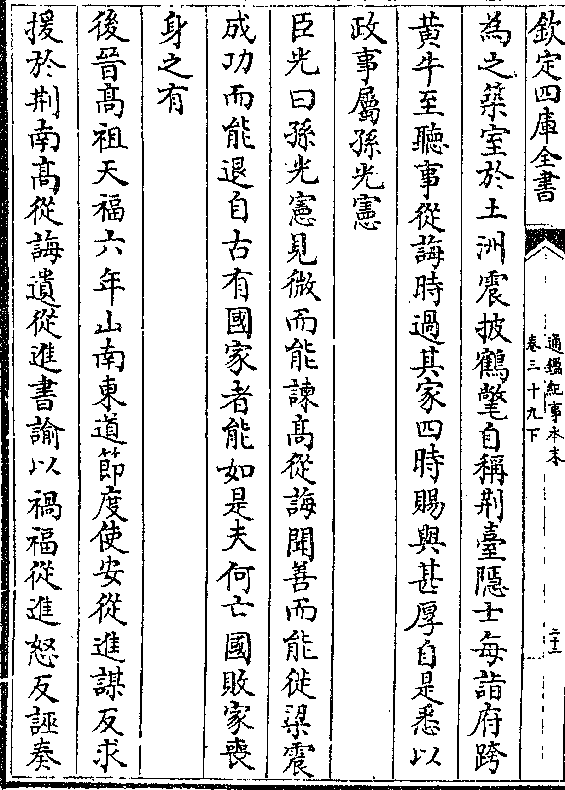 欽定四庫全書
通鑑紀事本末
卷三十九下
二十二
為之築室於土洲震披鶴氅自稱荆臺隱士每詣府跨
黃牛至聽事從誨時過其家四時賜與甚厚自是悉以
政事屬孫光憲
臣光曰孫光憲見微而能諫高從誨聞善而能從梁震
成功而能退自古有國家者能如是夫何亡國敗家喪
身之有
後晉高祖天福六年山南東道節度使安從進謀反求
援於荆南高從誨遺從進書諭以禍福從進怒反誣奏